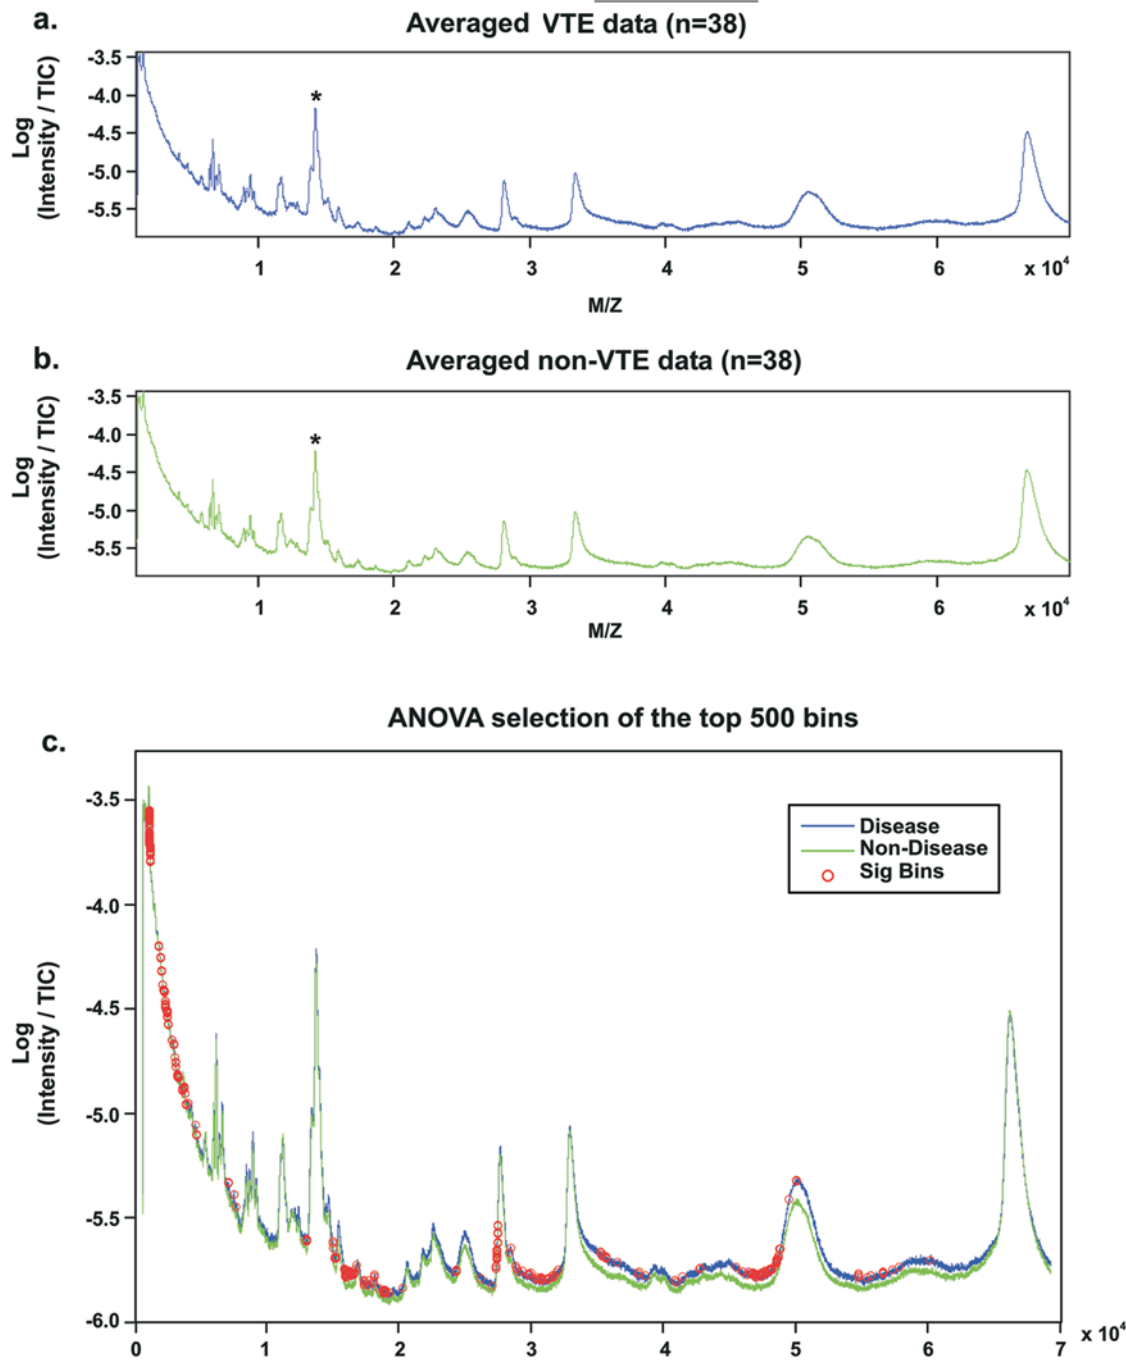 a.
Averaged VTE data (n=38)
Log
(Intensity / TIC)
-3.5
-4.0
-4.5
-5.0
-5.5
*
1 2 3 4 5 6 x 10⁴
M/Z
b.
Averaged non-VTE data (n=38)
Log
(Intensity / TIC)
-3.5
-4.0
-4.5
-5.0
-5.5
*
1 2 3 4 5 6 x 10⁴
M/Z
ANOVA selection of the top 500 bins
c.
Log
(Intensity / TIC)
-3.5
-4.0
-4.5
-5.0
-5.5
-6.0
Disease
Non-Disease
Sig Bins
0 1 2 3 4 5 6 7 x 10⁴